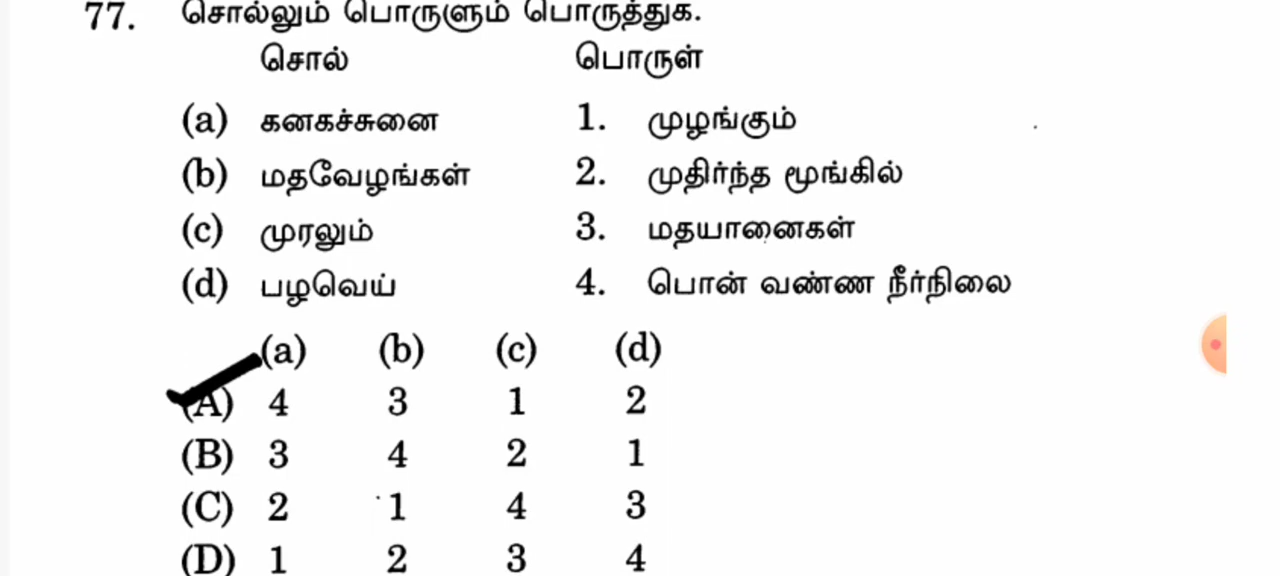 77. சொல்லும் பொருளும் பொருத்துக.
சொல் பொருள்
(a) கனகச்சுனை 1. முழங்கும்
(b) மதவேழங்கள் 2. முதிர்ந்த மூங்கில்
(c) முரலும் 3. மதயானைகள்
(d) பழவெய் 4. பொன் வண்ண நீர்நிலை
(a) (b) (c) (d)
(A) 4 3 1 2
(B) 3 4 2 1
(C) 2 1 4 3
(D) 1 2 3 4